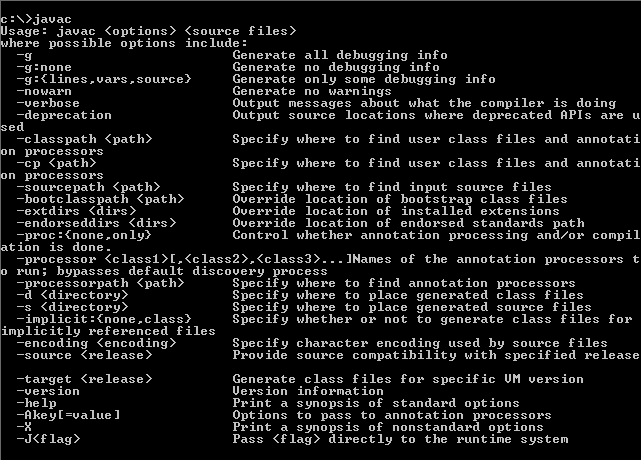 c:\>javac
Usage: javac <options> <source files>
where possible options include:
  -g                         Generate all debugging info
  -g:none                    Generate no debugging info
  -g:{lines,vars,source}     Generate only some debugging info
  -nowarn                    Generate no warnings
  -verbose                   Output messages about what the compiler is doing
  -deprecation               Output source locations where deprecated APIs are u
sed
  -classpath <path>          Specify where to find user class files and annotati
on processors
  -cp <path>                 Specify where to find user class files and annotati
on processors
  -sourcepath <path>         Specify where to find input source files
  -bootclasspath <path>      Override location of bootstrap class files
  -extdirs <dirs>            Override location of installed extensions
  -endorseddirs <dirs>       Override location of endorsed standards path
  -proc:{none,only}          Control whether annotation processing and/or compil
ation is done.
  -processor <class1>[,<class2>,<class3>...]Names of the annotation processors t
o run; bypasses default discovery process
  -processorpath <path>      Specify where to find annotation processors
  -d <directory>             Specify where to place generated class files
  -s <directory>             Specify where to place generated source files
  -implicit:{none,class}     Specify whether or not to generate class files for
implicitly referenced files
  -encoding <encoding>       Specify character encoding used by source files
  -source <release>          Provide source compatibility with specified release
  -target <release>          Generate class files for specific VM version
  -version                   Version information
  -help                      Print a synopsis of standard options
  -Akey[=value]              Options to pass to annotation processors
  -X                         Print a synopsis of nonstandard options
  -J<flag>                   Pass <flag> directly to the runtime system